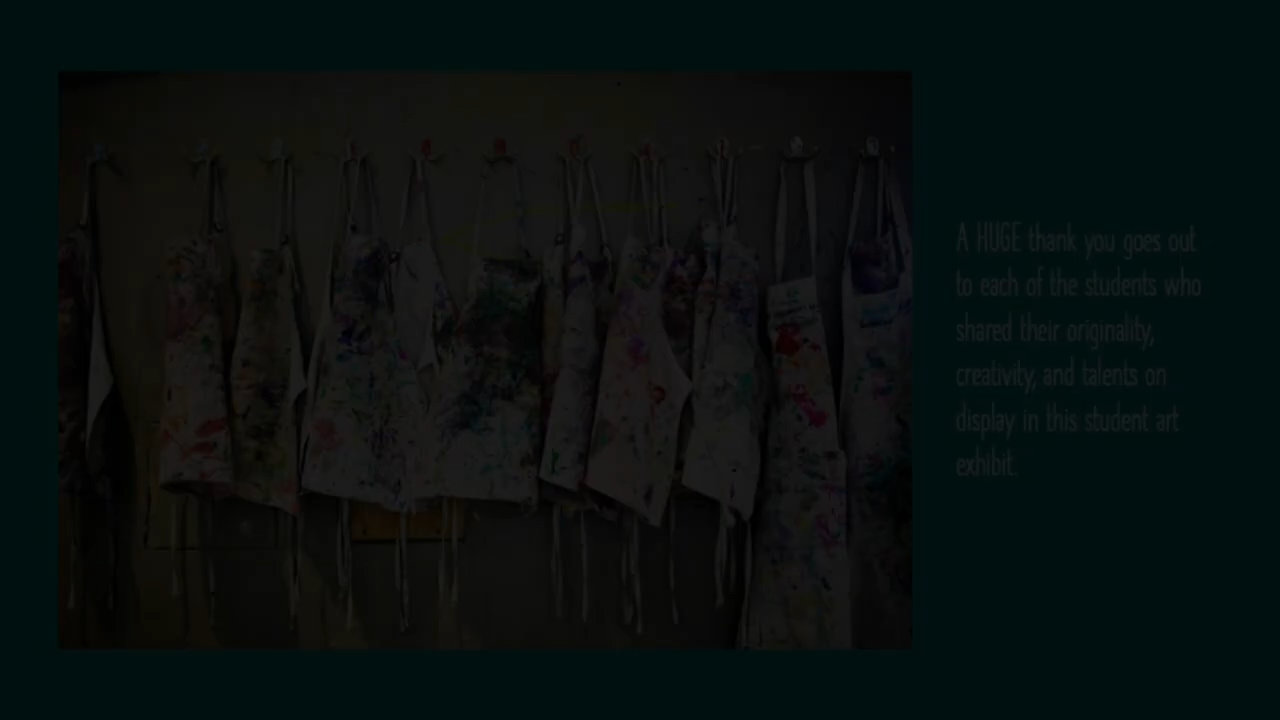 A HUGE thank you goes out
to each of the students who
shared their originality,
creativity, and talents on
display in this student art
exhibit.